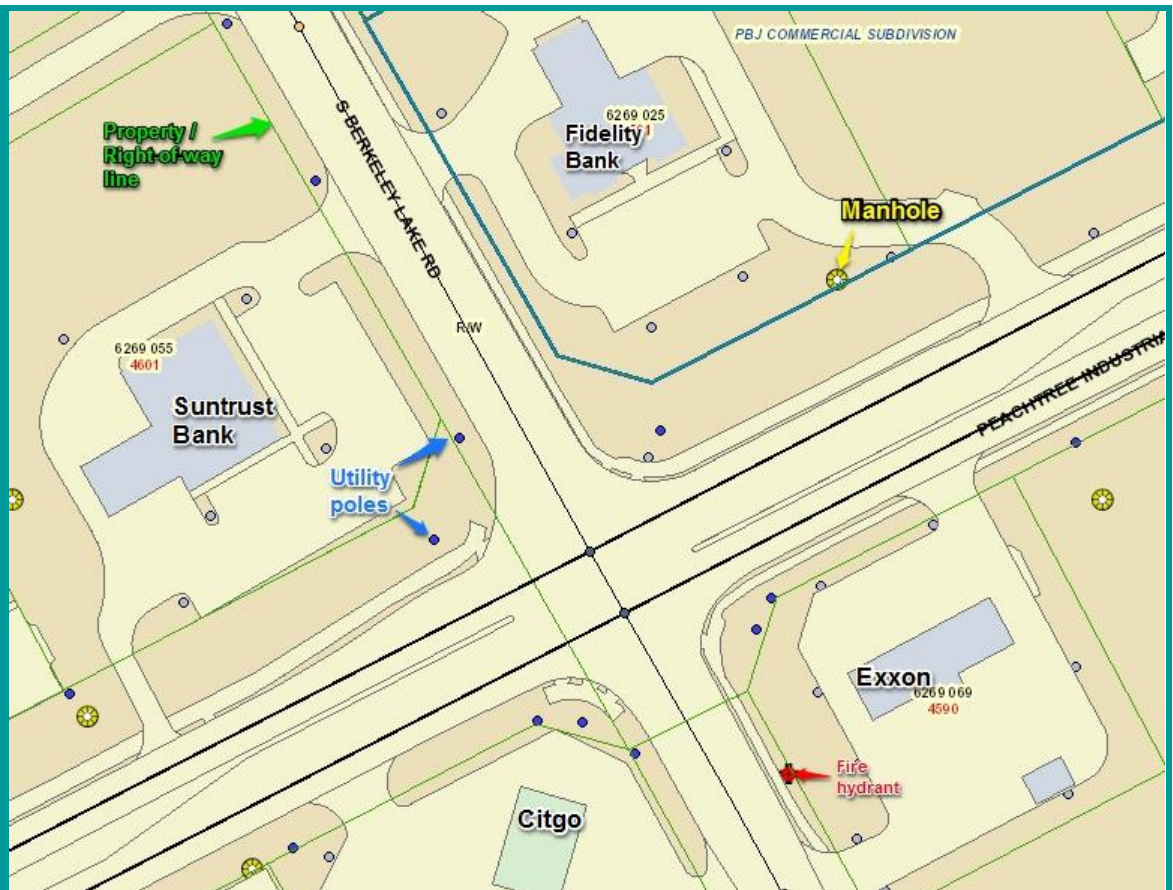 PBJ COMMERCIAL SUBDIVISION
Property /
Right-of-way
line
S BERKELEY LAKE RD
6269 025
Fidelity
Bank
Manhole
R/W
6269 055
4601
Suntrust
Bank
PEACHTREE INDUSTRIA
Utility
poles
Exxon
6269 069
4590
Fire
hydrant
Citgo